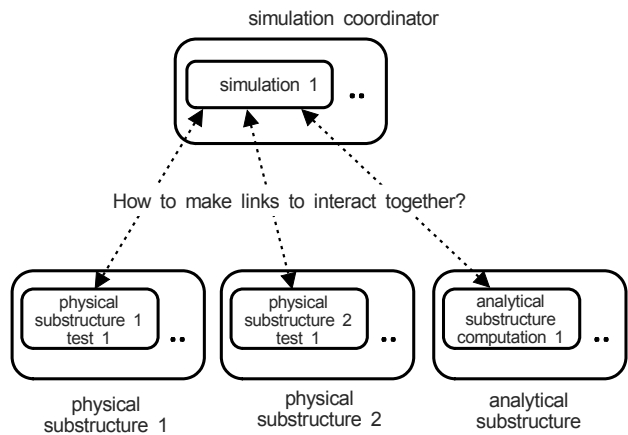 simulation coordinator
simulation 1
..
How to make links to interact together?
physical
substructure 1
test 1
..
physical
substructure 2
test 1
..
analytical
substructure
computation 1
..
physical
substructure 1
physical
substructure 2
analytical
substructure